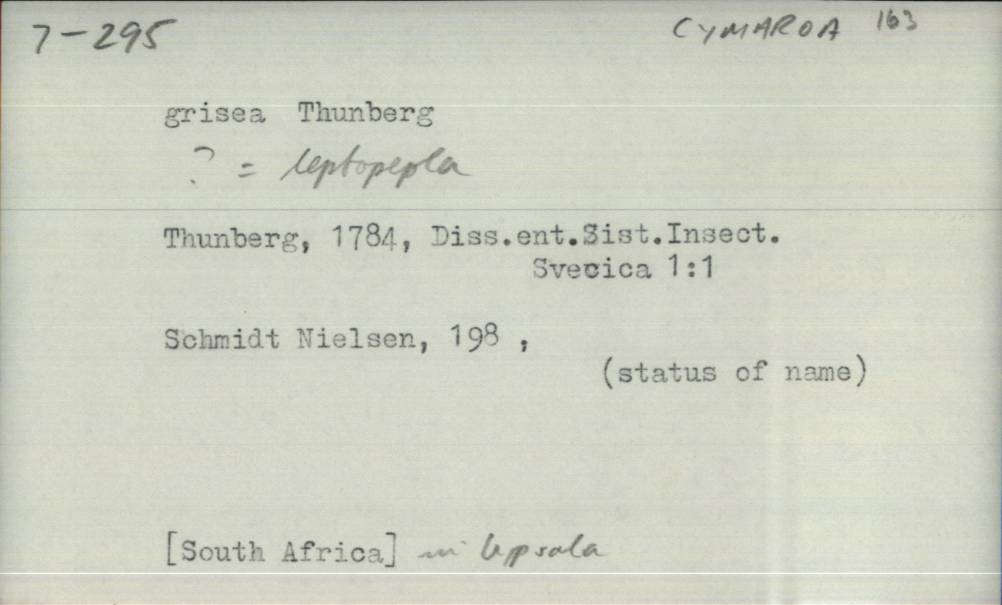 7-295 CYMAROA 163
grisea Thunberg
? = leptopepla
Thunberg, 1784, Diss.ent.Sist.Insect.
Svecica 1:1
Schmidt Nielsen, 198 ,
(status of name)
[South Africa] in Uppsala